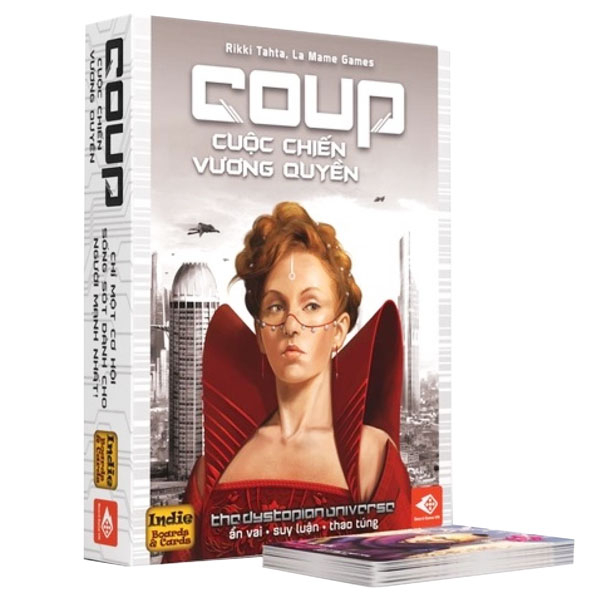 Rikki Tahta, La Mame Games
COUP
CUỘC CHIẾN
VƯƠNG QUYỀN
the dystopian universe
ẩn vai • suy luận • thao túng
Indie
Boards
& Cards
COUP
CUỘC CHIẾN
VƯƠNG QUYỀN
CHỈ MỘT CƠ HỘI
SỐNG SÓT DÀNH CHO
NGƯỜI MẠNH NHẤT!
Indie
Boards
& Cards